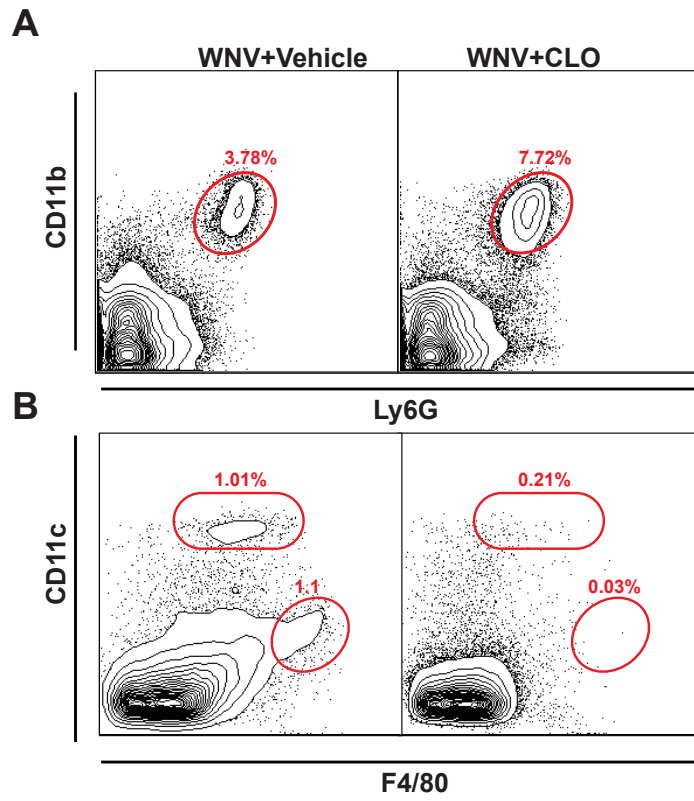 A
WNV+Vehicle WNV+CLO
3.78% 7.72%
CD11b
Ly6G
B
1.01% 0.21%
1.1 0.03%
CD11c
F4/80